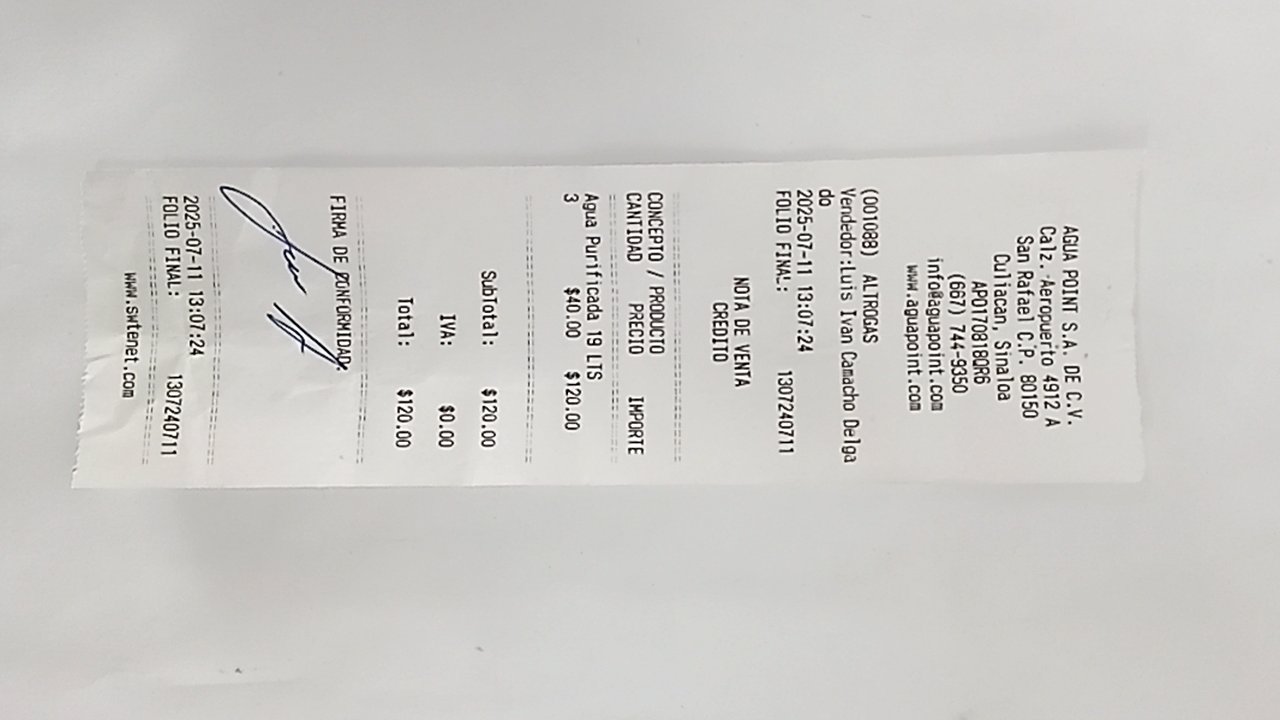 AGUA POINT S.A. DE C.V.
Calz. Aeropuerto 4912 A
San Rafael C.P. 80150
Culiacan, Sinaloa
APO170818QR6
(667) 744-9350
info@aguapoint.com
www.aguapoint.com
(001088) ALTROGAS
Vendedor:Luis Ivan Camacho Delga
do
2025-07-11 13:07:24
FOLIO FINAL: 1307240711
NOTA DE VENTA
CREDITO
CONCEPTO / PRODUCTO
CANTIDAD PRECIO IMPORTE
Agua Purificada 19 LTS
3 $40.00 $120.00
SubTotal: $120.00
IVA: $0.00
Total: $120.00
FIRMA DE CONFORMIDAD
2025-07-11 13:07:24
FOLIO FINAL: 1307240711
www.swtenet.com